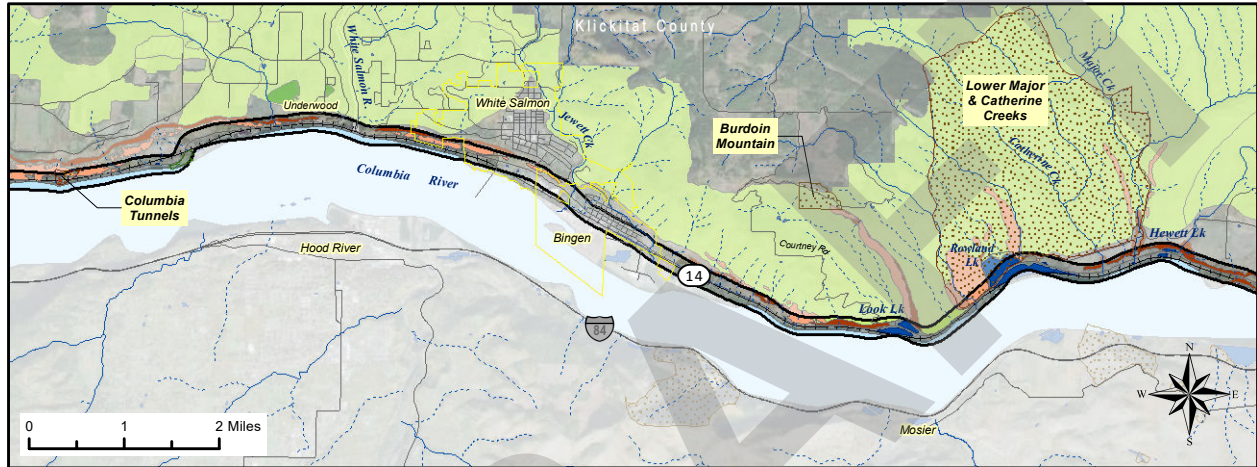 Klickitat County
White Salmon R.
Underwood
White Salmon
Jewett Ck
Major Ck
Lower Major
& Catherine
Creeks
Burdoin
Mountain
Catherine Ck
Columbia River
Columbia
Tunnels
Hood River
Bingen
Courtney Rd
Rowland
Lk
Hewett Lk
14
Look Lk
84
Mosier
N
W
E
S
0 1 2 Miles